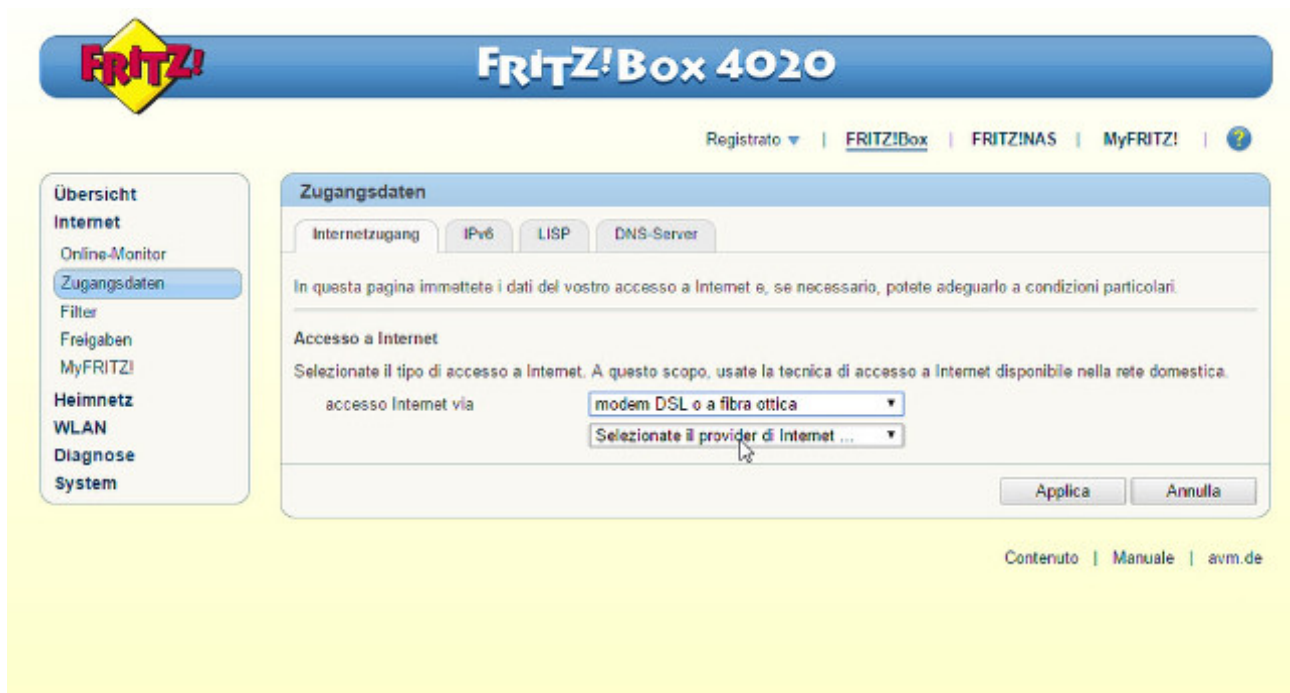 FRITZ!
FRITZ!Box 4020
Registrato | FRITZ!Box | FRITZ!NAS | MyFRITZ! | ?
Übersicht
Internet
Online-Monitor
Zugangsdaten
Filter
Freigaben
MyFRITZ!
Heimnetz
WLAN
Diagnose
System
Zugangsdaten
Internetzugang IPv6 LISP DNS-Server
In questa pagina immettete i dati del vostro accesso a Internet e, se necessario, potete adeguarlo a condizioni particolari.
Accesso a Internet
Selezionate il tipo di accesso a Internet. A questo scopo, usate la tecnica di accesso a Internet disponibile nella rete domestica.
accesso Internet via modem DSL o a fibra ottica
Selezionate il provider di Internet ...
Applica Annulla
Contenuto | Manuale | avm.de